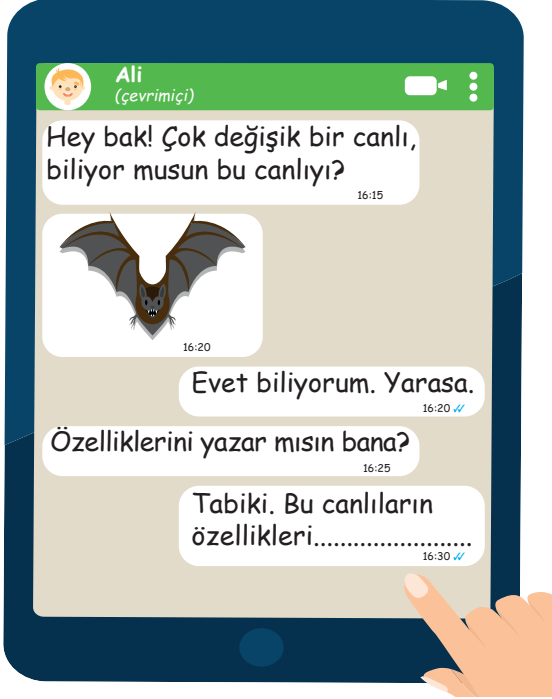 Ali
(çevrimiçi)
Hey bak! Çok değişik bir canlı,
biliyor musun bu canlıyı?
16:15
16:20
Evet biliyorum. Yarasa.
16:20
Özelliklerini yazar mısın bana?
16:25
Tabiki. Bu canlıların
özellikleri........................
16:30